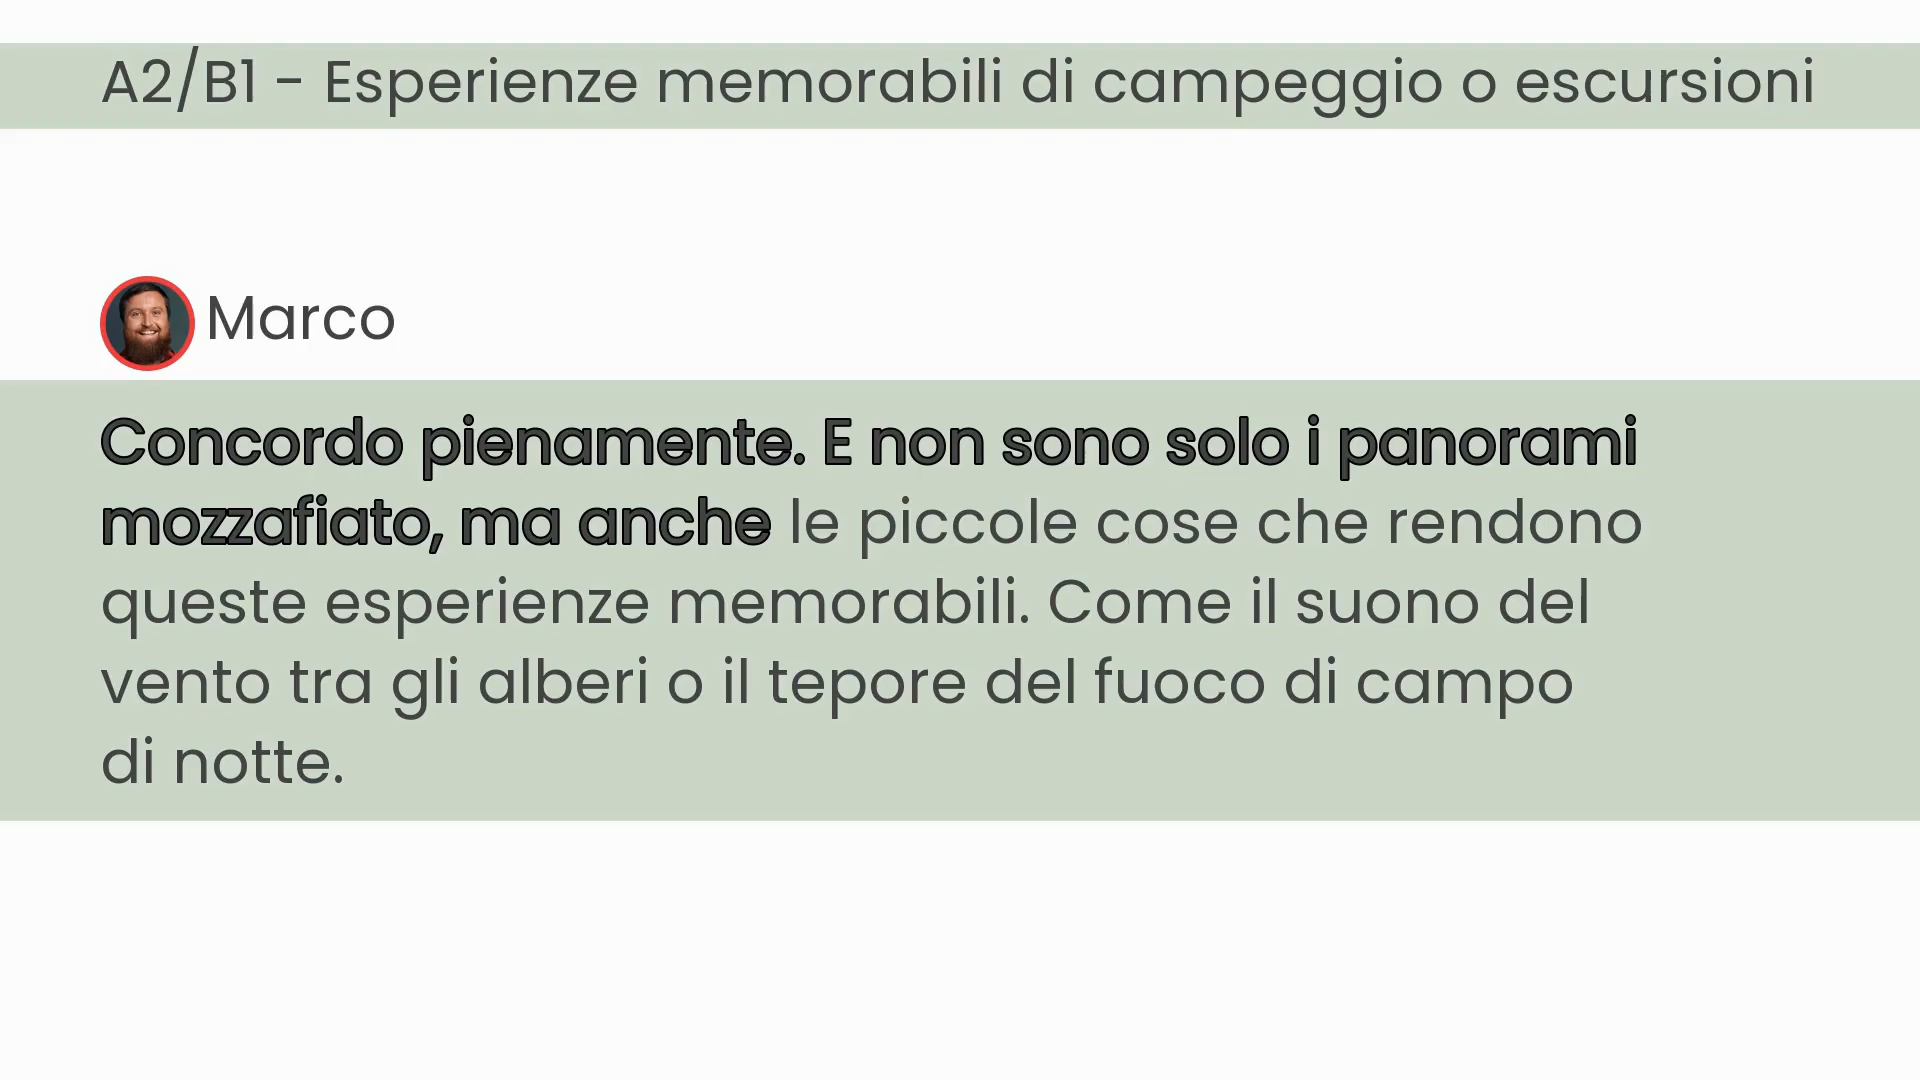 A2/B1 - Esperienze memorabili di campeggio o escursioni
Marco
Concordo pienamente. E non sono solo i panorami
mozzafiato, ma anche le piccole cose che rendono
queste esperienze memorabili. Come il suono del
vento tra gli alberi o il tepore del fuoco di campo
di notte.